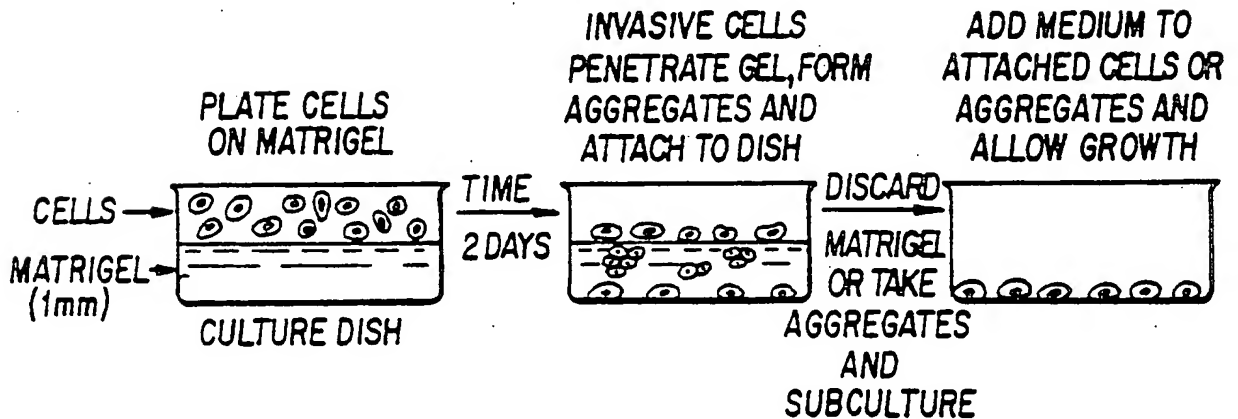 PLATE CELLS
ON MATRIGEL
CELLS
MATRIGEL
(1mm)
CULTURE DISH
TIME
2 DAYS
INVASIVE CELLS
PENETRATE GEL, FORM
AGGREGATES AND
ATTACH TO DISH
DISCARD
MATRIGEL
OR TAKE
AGGREGATES
AND
SUBCULTURE
ADD MEDIUM TO
ATTACHED CELLS OR
AGGREGATES AND
ALLOW GROWTH